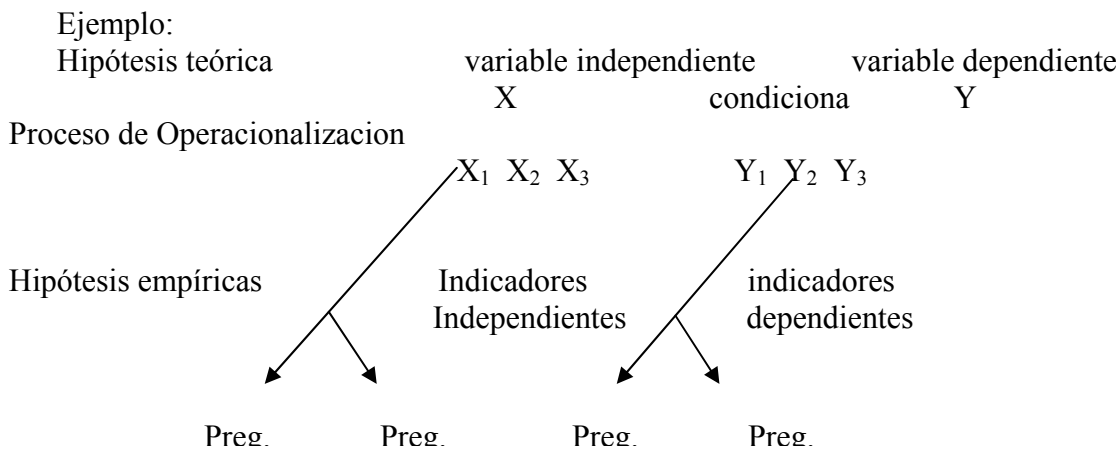 Ejemplo:
Hipótesis teórica variable independiente variable dependiente
X condiciona Y
Proceso de Operacionalizacion
X₁ X₂ X₃ Y₁ Y₂ Y₃
Hipótesis empíricas Indicadores indicadores
Independientes dependientes
Preg. Preg. Preg. Preg.